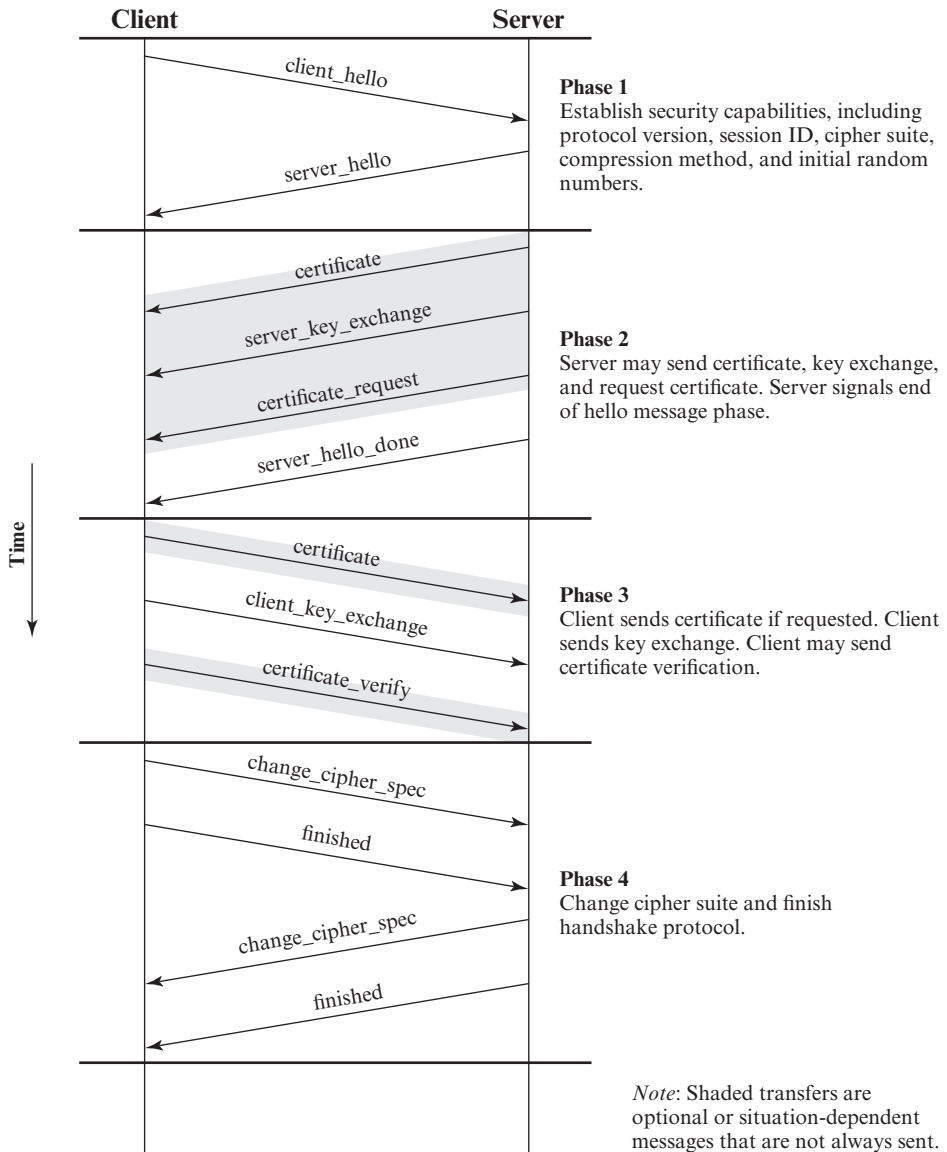 Client
Server
client_hello
server_hello
Phase 1
Establish security capabilities, including
protocol version, session ID, cipher suite,
compression method, and initial random
numbers.
certificate
server_key_exchange
certificate_request
server_hello_done
Phase 2
Server may send certificate, key exchange,
and request certificate. Server signals end
of hello message phase.
Time
certificate
client_key_exchange
certificate_verify
Phase 3
Client sends certificate if requested. Client
sends key exchange. Client may send
certificate verification.
change_cipher_spec
finished
change_cipher_spec
finished
Phase 4
Change cipher suite and finish
handshake protocol.
Note: Shaded transfers are
optional or situation-dependent
messages that are not always sent.